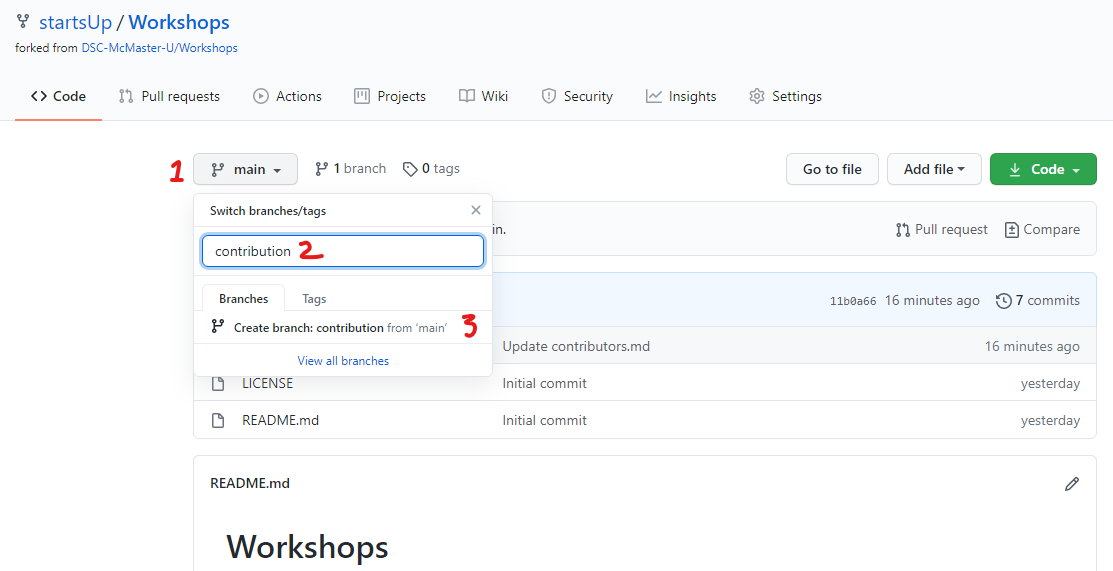 startsUp / Workshops
forked from DSC-McMaster-U/Workshops
Code Pull requests Actions Projects Wiki Security Insights Settings
1 main 1 branch 0 tags Go to file Add file Code
Switch branches/tags
in. Pull request Compare
contribution 2
Branches Tags
11b0a66 16 minutes ago 7 commits
Create branch: contribution from ‘main’ 3
Update contributors.md 16 minutes ago
View all branches
LICENSE Initial commit yesterday
README.md Initial commit yesterday
README.md
Workshops